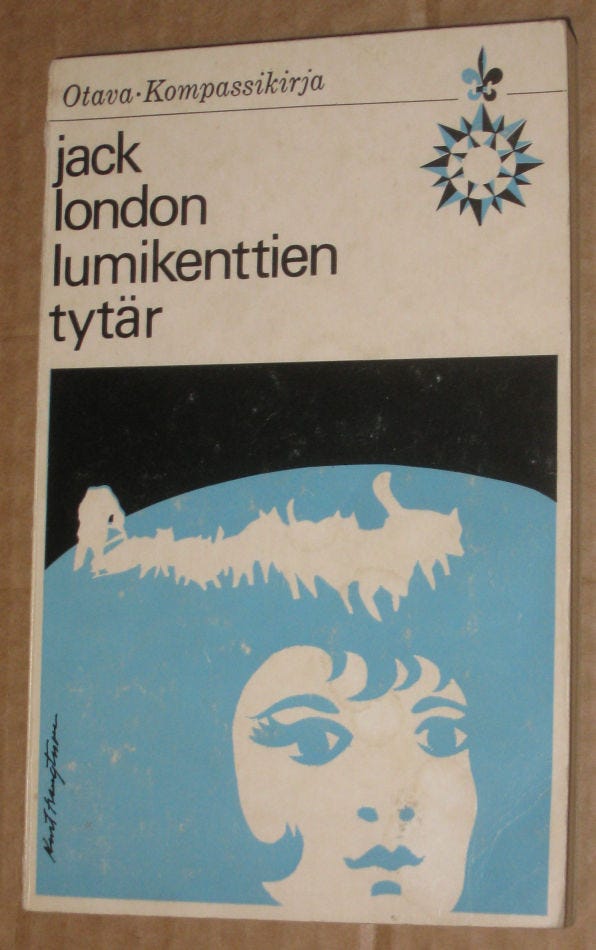 Otava·Kompassikirja
jack
london
lumikenttien
tytär